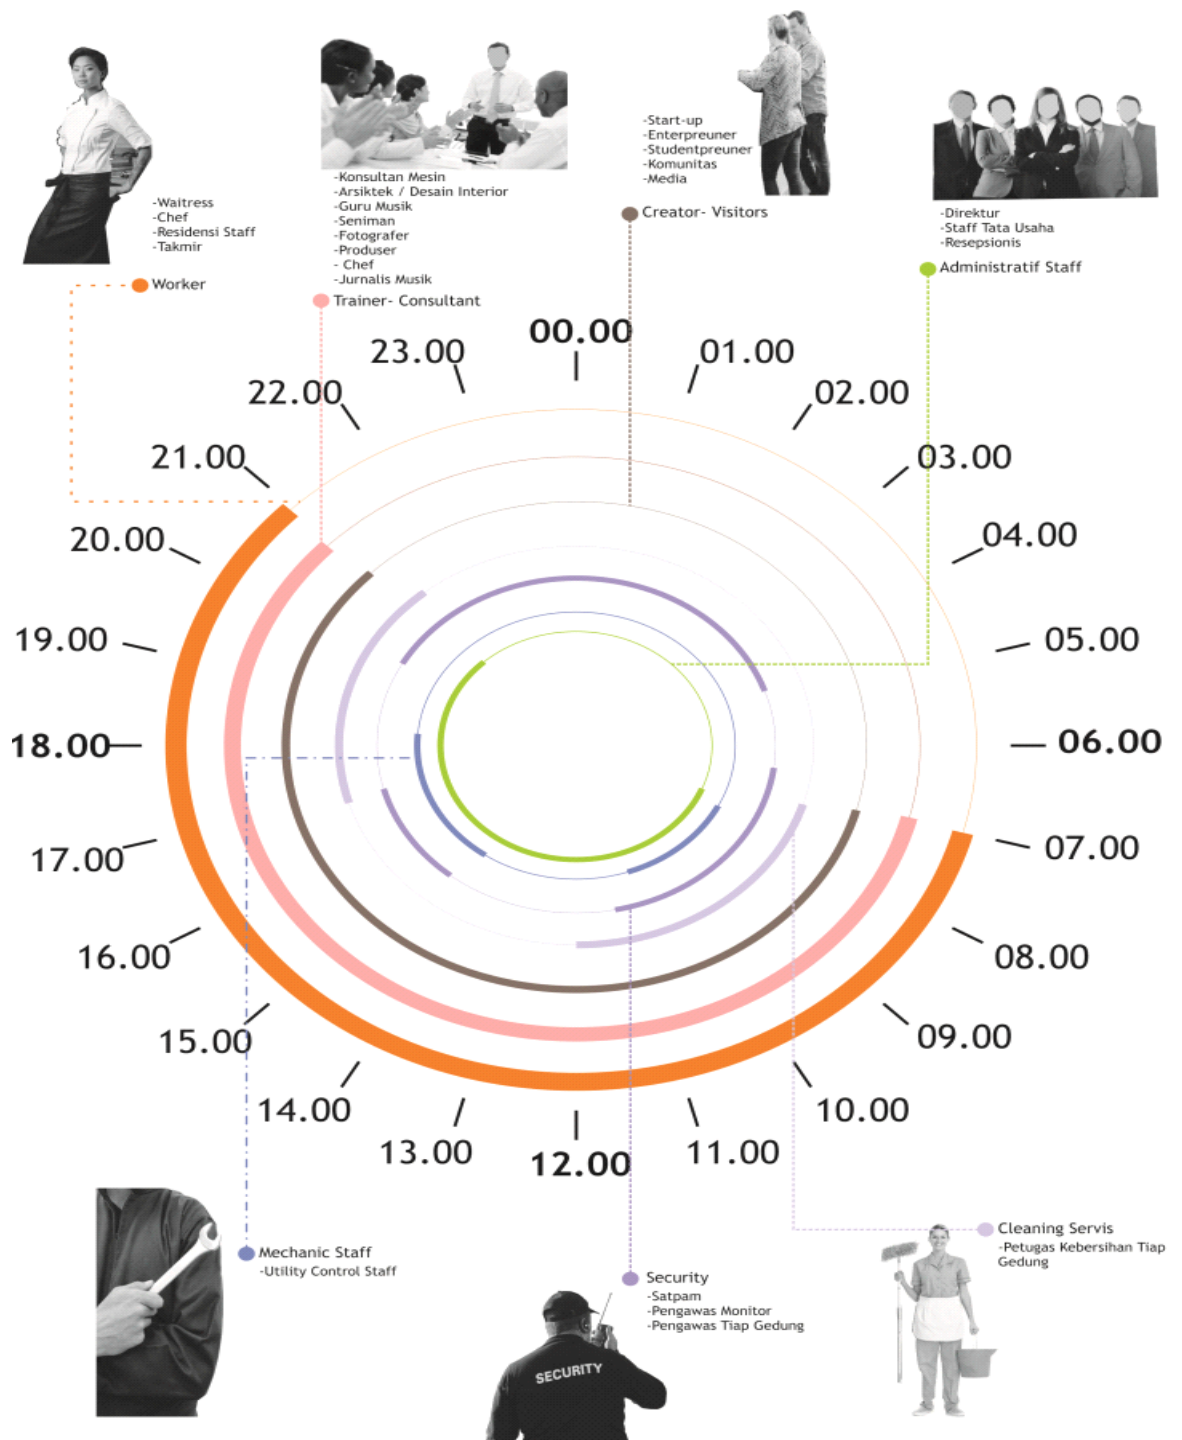 -Waitress
-Chef
-Residensi Staff
-Takmir
Worker
-Konsultan Mesin
-Arsiktek / Desain Interior
-Guru Musik
-Seniman
-Fotografer
-Produser
- Chef
-Jurnalis Musik
Trainer- Consultant
-Start-up
-Enterpreuner
-Studentpreuner
-Komunitas
-Media
Creator- Visitors
-Direktur
-Staff Tata Usaha
-Resepsionis
Administratif Staff
00.00
01.00
02.00
03.00
04.00
05.00
06.00
07.00
08.00
09.00
10.00
11.00
12.00
13.00
14.00
15.00
16.00
17.00
18.00
19.00
20.00
21.00
22.00
23.00
Mechanic Staff
-Utility Control Staff
Security
-Satpam
-Pengawas Monitor
-Pengawas Tiap Gedung
SECURITY
Cleaning Servis
-Petugas Kebersihan Tiap
Gedung